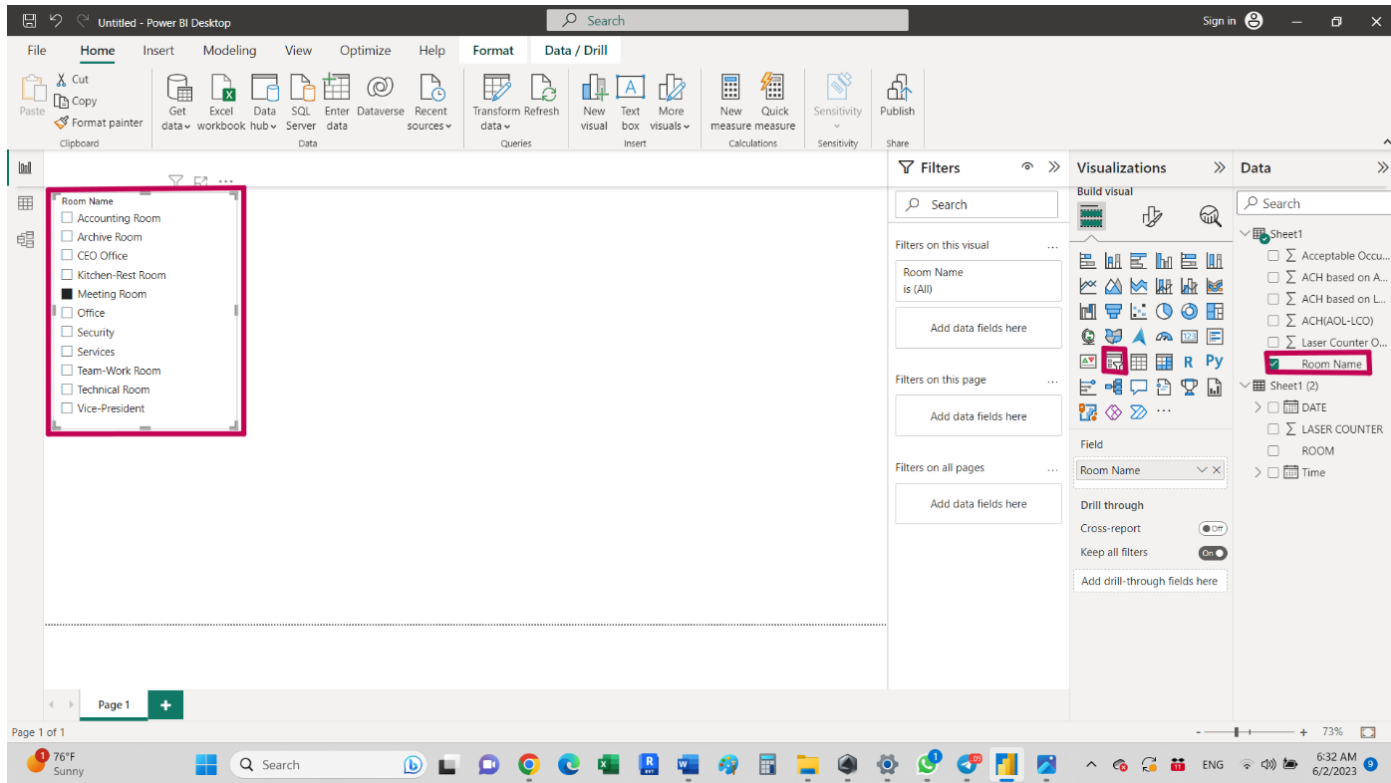 Untitled - Power BI Desktop
Search
Sign in
File Home Insert Modeling View Optimize Help Format Data / Drill
Paste
Cut
Copy
Format painter
Clipboard
Get data
Excel workbook
Data hub
SQL Server
Enter data
Dataverse
Recent sources
Data
Transform data
Refresh
Queries
New visual
Text box
More visuals
Insert
New measure
Quick measure
Calculations
Sensitivity
Sensitivity
Publish
Share
Room Name
Accounting Room
Archive Room
CEO Office
Kitchen-Rest Room
Meeting Room
Office
Security
Services
Team-Work Room
Technical Room
Vice-President
Filters
Search
Filters on this visual
...
Room Name
is (All)
Add data fields here
Filters on this page
...
Add data fields here
Filters on all pages
...
Add data fields here
Visualizations
Build visual
123
R Py
...
Field
Room Name
Drill through
Cross-report
Off
Keep all filters
On
Add drill-through fields here
Data
Search
Sheet1
Acceptable Occu...
ACH based on A...
ACH based on L...
ACH(AOL-LCO)
Laser Counter O...
Room Name
Sheet1 (2)
DATE
LASER COUNTER
ROOM
Time
Page 1
Page 1 of 1
73%
1
76°F
Sunny
Search
ENG
6:32 AM
6/2/2023
9